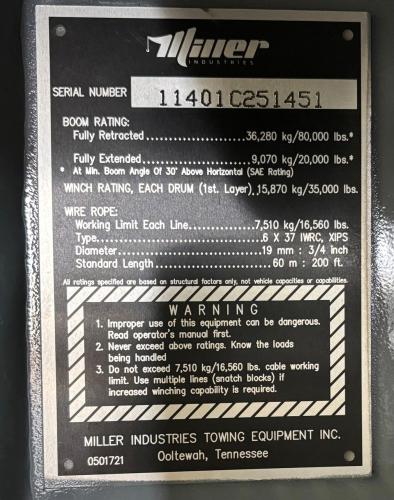 Miller
INDUSTRIES
SERIAL NUMBER 11401C251451
BOOM RATING:
Fully Retracted.................................36,280 kg/80,000 lbs.*
Fully Extended.................................9,070 kg/20,000 lbs.*
* At Min. Boom Angle Of 30° Above Horizontal (SAE Rating)
WINCH RATING, EACH DRUM (1st. Layer)..15,870 kg/35,000 lbs.
WIRE ROPE:
Working Limit Each Line.................7,510 kg/16,560 lbs.
Type.................................................6 X 37 IWRC, XIPS
Diameter............................................19 mm : 3/4 inch
Standard Length...............................60 m : 200 ft.
All ratings specified are based on structural factors only, not vehicle capacities or capabilities.
WARNING
1. Improper use of this equipment can be dangerous.
Read operator's manual first.
2. Never exceed above ratings. Know the loads
being handled
3. Do not exceed 7,510 kg/16,560 lbs. cable working
limit. Use multiple lines (snatch blocks) if
increased winching capability is required.
MILLER INDUSTRIES TOWING EQUIPMENT INC.
0501721 Ooltewah, Tennessee